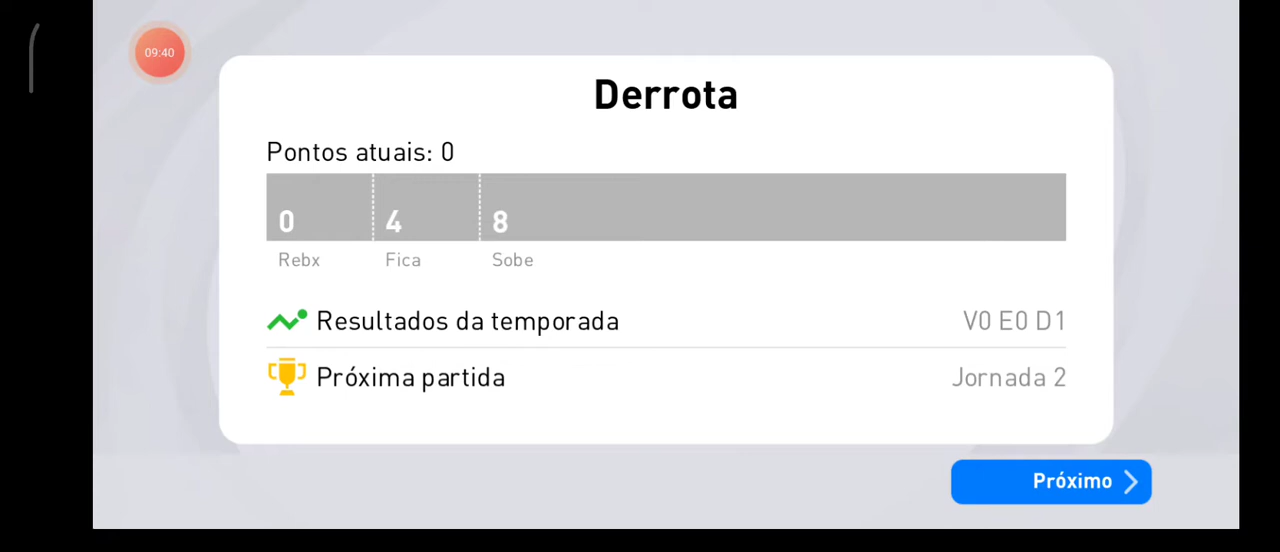 09:40
Derrota
Pontos atuais: 0
0 4 8
Rebx Fica Sobe
Resultados da temporada V0 E0 D1
Próxima partida Jornada 2
Próximo